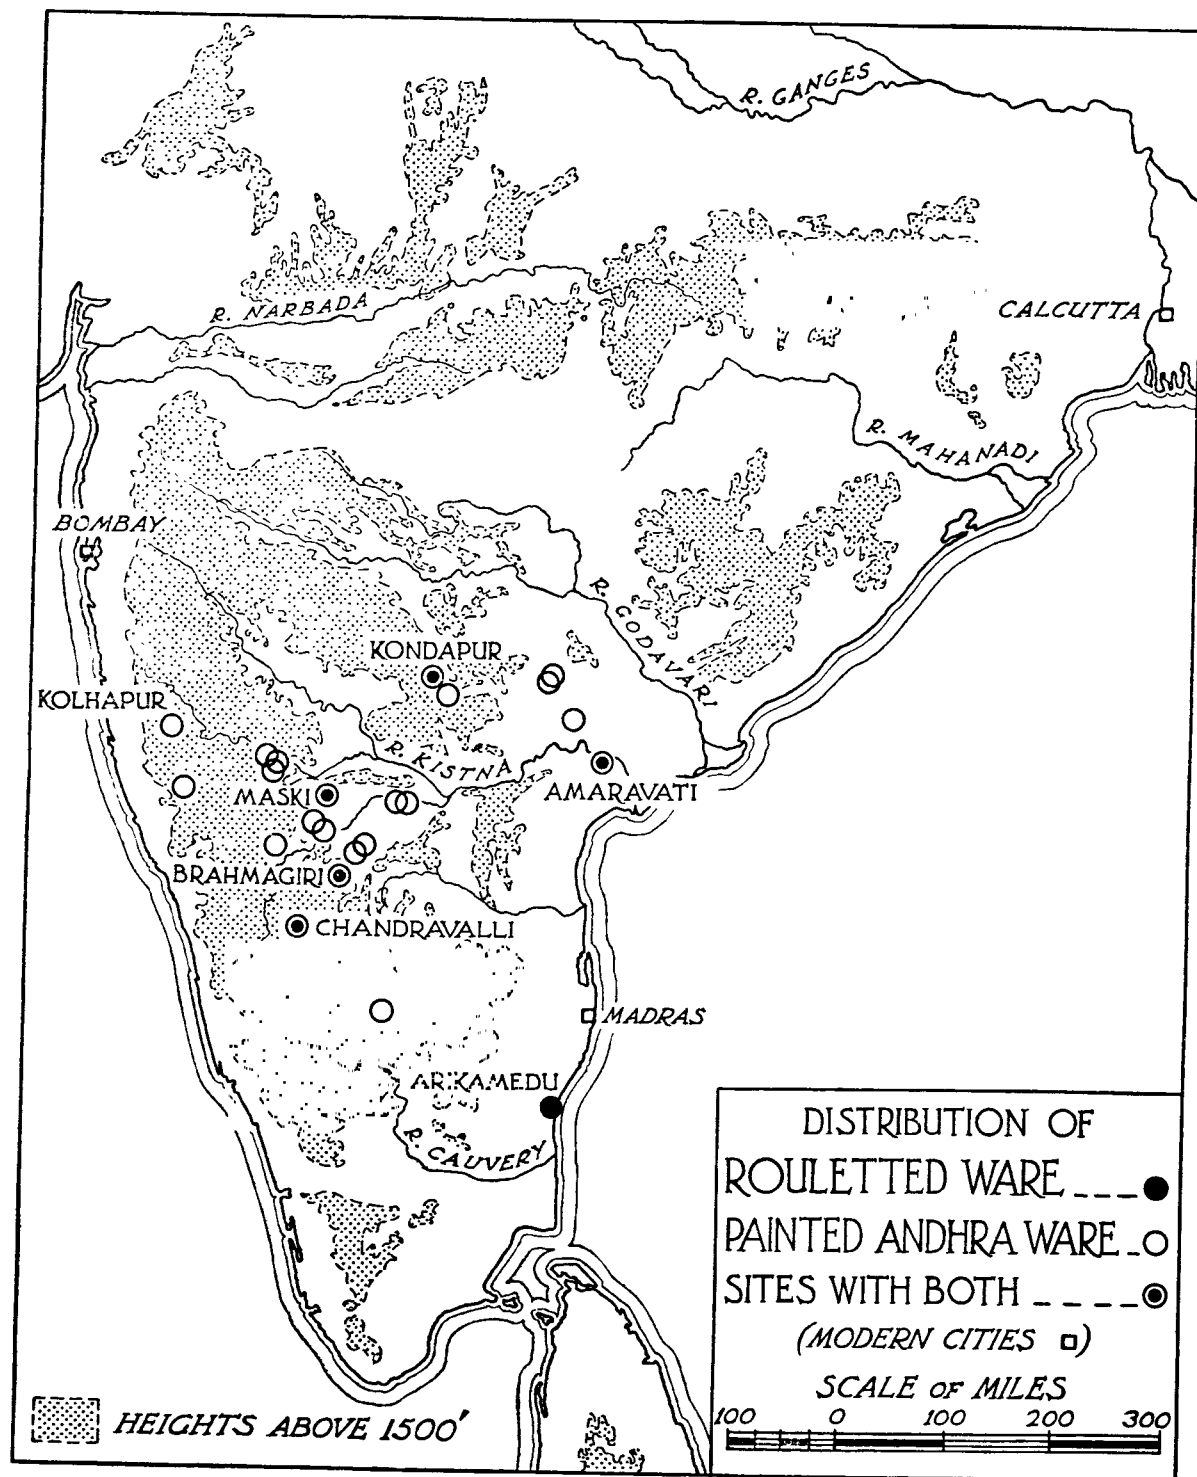 R. GANGES
R. NARBADA
CALCUTTA
R. MAHANADI
BOMBAY
R. GODAVARI
KONDAPUR
KOLHAPUR
R. KISTNA
MASKI
AMARAVATI
BRAHMAGIRI
CHANDRAVALLI
MADRAS
ARIKAMEDU
R. CAUVERY
DISTRIBUTION OF
ROULETTED WARE
PAINTED ANDHRA WARE
SITES WITH BOTH
(MODERN CITIES )
SCALE OF MILES
100 0 100 200 300
HEIGHTS ABOVE 1500'